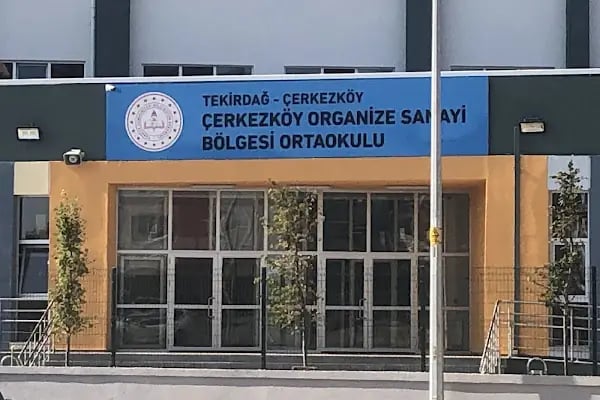 TEKİRDAĞ - ÇERKEZKÖY
ÇERKEZKÖY ORGANİZE SANAYİ
BÖLGESİ ORTAOKULU